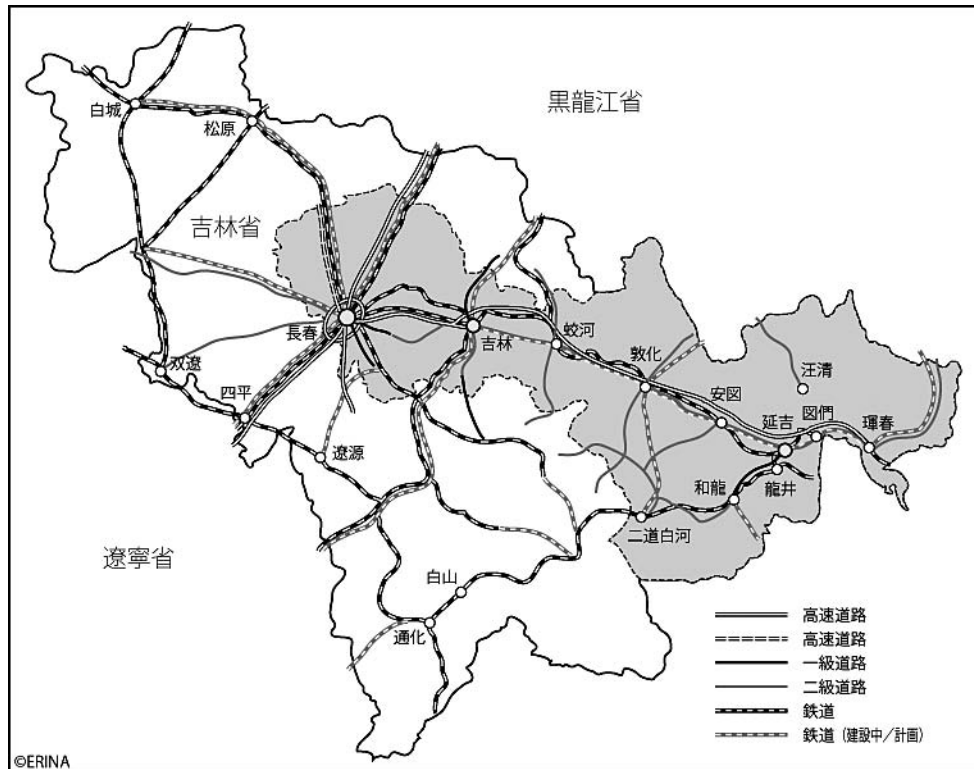 黒龍江省
白城
松原
吉林省
長春
吉林
蛟河
敦化
汪清
双遼
安図
四平
延吉
図們
琿春
遼源
和龍
龍井
二道白河
遼寧省
白山
通化
高速道路
高速道路
一級道路
二級道路
鉄道
鉄道（建設中／計画）
©ERINA